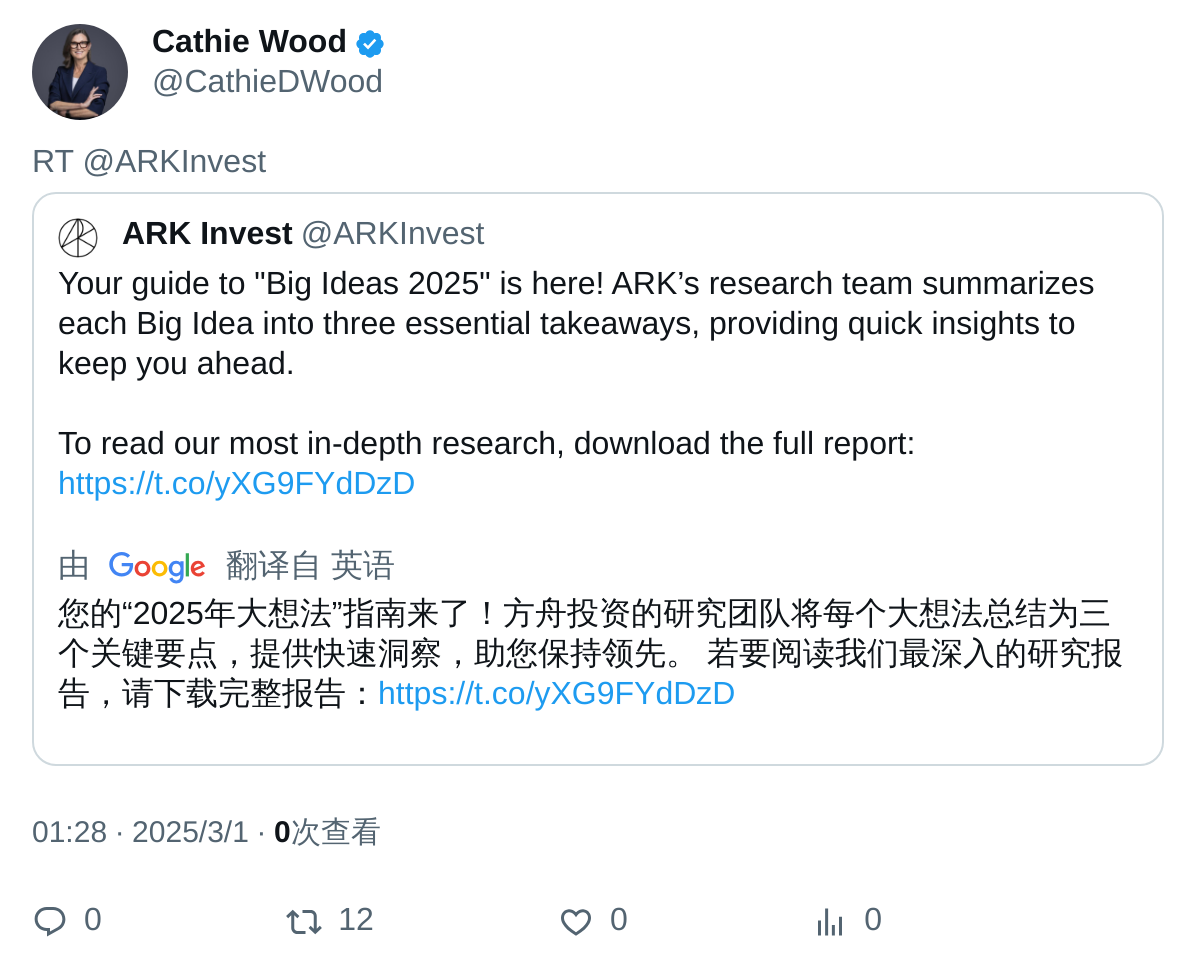 Cathie Wood
@CathieDWood
RT @ARKInvest
ARK Invest @ARKInvest
Your guide to "Big Ideas 2025" is here! ARK’s research team summarizes
each Big Idea into three essential takeaways, providing quick insights to
keep you ahead.
To read our most in-depth research, download the full report:
https://t.co/yXG9FYdDzD
由 Google 翻译自 英语
您的“2025年大想法”指南来了！方舟投资的研究团队将每个大想法总结为三
个关键要点，提供快速洞察，助您保持领先。 若要阅读我们最深入的研究报
告，请下载完整报告：https://t.co/yXG9FYdDzD
01:28 · 2025/3/1 · 0次查看
0 12 0 0